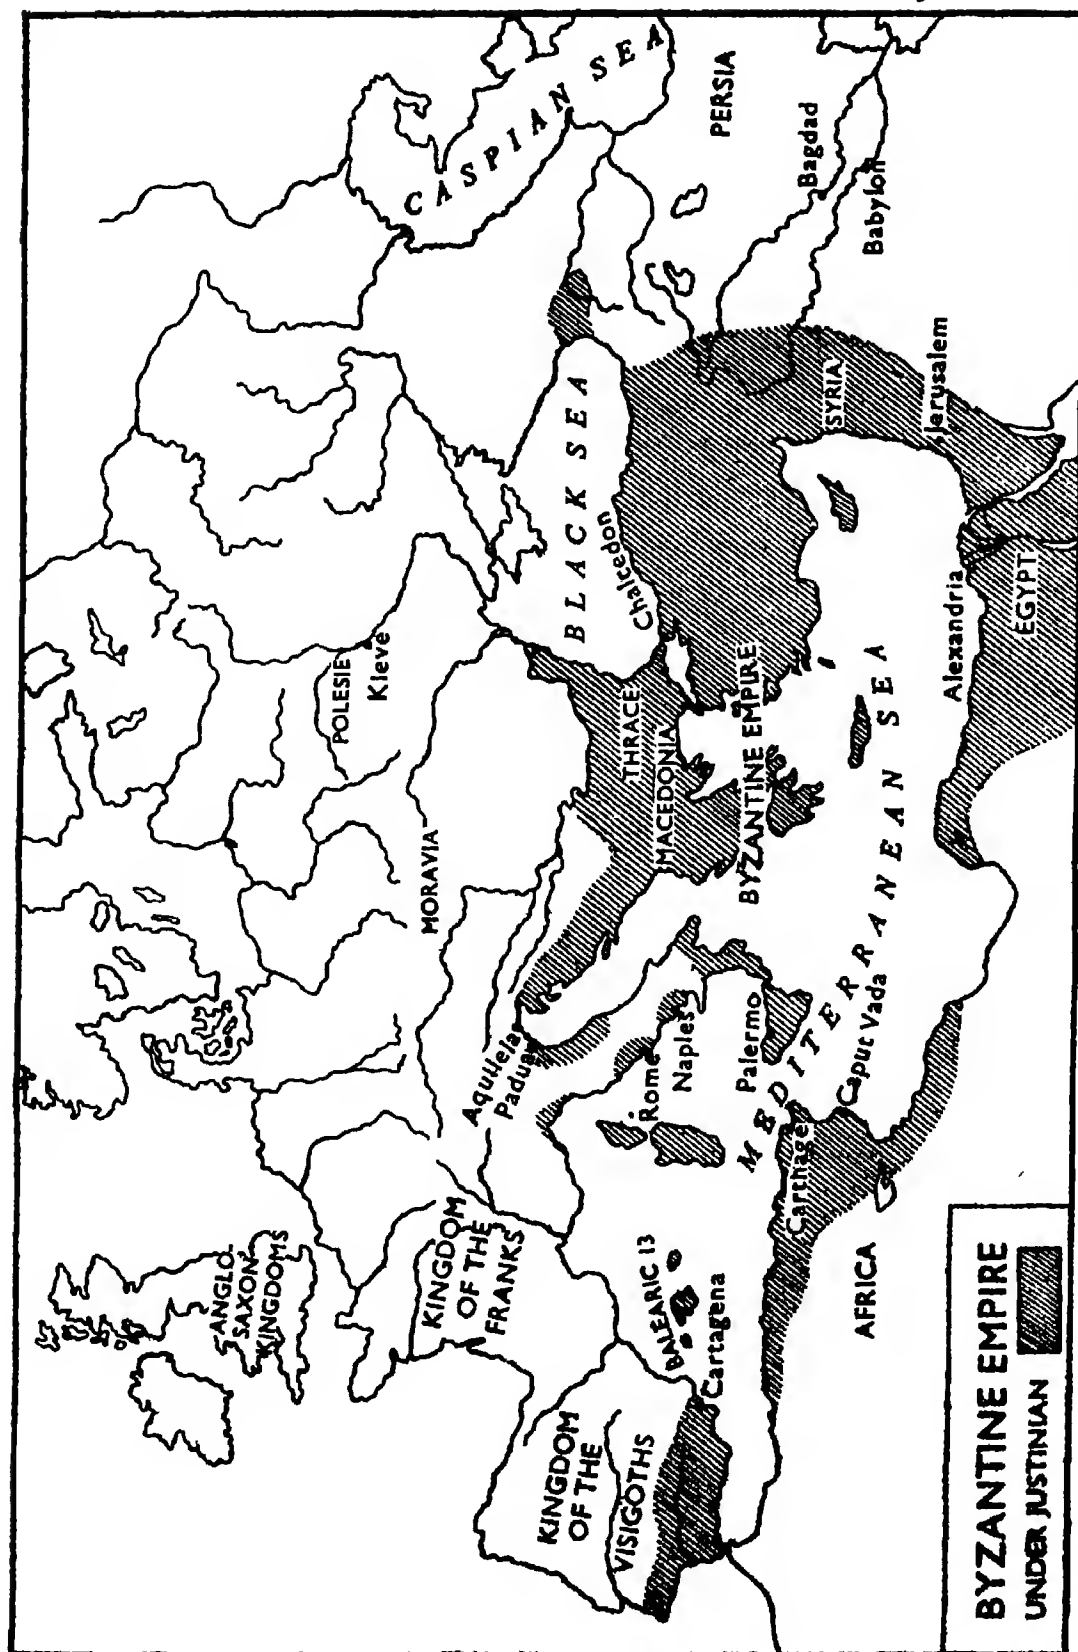 ANGLO-
SAXON
KINGDOMS
KINGDOM
OF THE
FRANKS
KINGDOM
OF THE
VISIGOTHS
BALEARIC 13
Cartagena
AFRICA
Carthage
Caput Vada
MEDITERRANEAN SEA
Palermo
Naples
Rome
Aquileia
Padua
MORAVIA
POLESIE
Kieve
THRACE
MACEDONIA
BYZANTINE EMPIRE
BLACK SEA
Chalcedon
CASPIAN SEA
PERSIA
Bagdad
Babylon
SYRIA
Jerusalem
Alexandria
EGYPT
BYZANTINE EMPIRE
UNDER JUSTINIAN